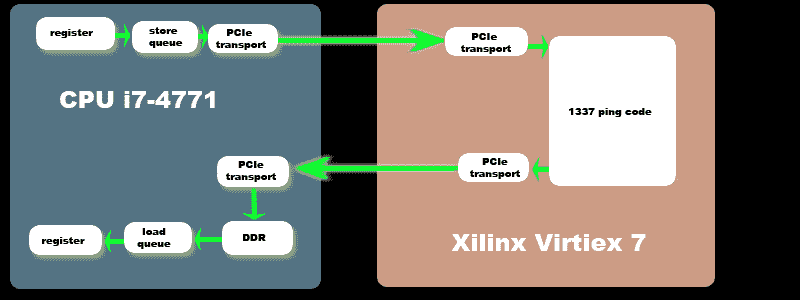 register
store
queue
PCIe
transport
PCIe
transport
CPU i7-4771
1337 ping code
PCIe
transport
PCIe
transport
register
load
queue
DDR
Xilinx Virtiex 7